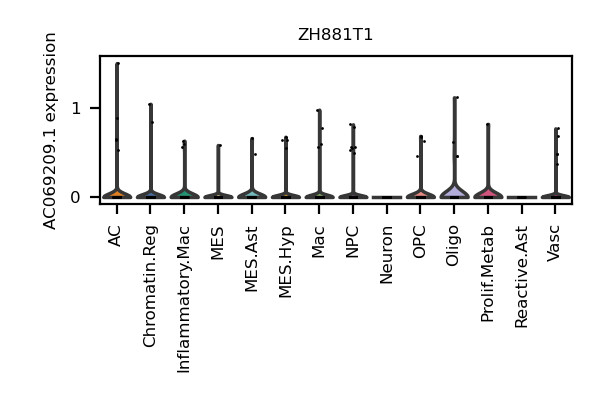 ZH881T1
AC069209.1 expression
1
0
AC
Chromatin.Reg
Inflammatory.Mac
MES
MES.Ast
MES.Hyp
Mac
NPC
Neuron
OPC
Oligo
Prolif.Metab
Reactive.Ast
Vasc